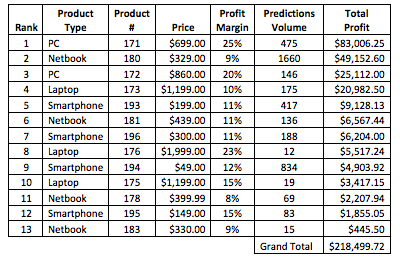 Product Product Profit Predictions Total
Rank Type # Price Margin Volume Profit
1 PC 171 $699.00 25% 475 $83,006.25
2 Netbook 180 $329.00 9% 1660 $49,152.60
3 PC 172 $860.00 20% 146 $25,112.00
4 Laptop 173 $1,199.00 10% 175 $20,982.50
5 Smartphone 193 $199.00 11% 417 $9,128.13
6 Netbook 181 $439.00 11% 136 $6,567.44
7 Smartphone 196 $300.00 11% 188 $6,204.00
8 Laptop 176 $1,999.00 23% 12 $5,517.24
9 Smartphone 194 $49.00 12% 834 $4,903.92
10 Laptop 175 $1,199.00 15% 19 $3,417.15
11 Netbook 178 $399.99 8% 69 $2,207.94
12 Smartphone 195 $149.00 15% 83 $1,855.05
13 Netbook 183 $330.00 9% 15 $445.50
Grand Total $218,499.72